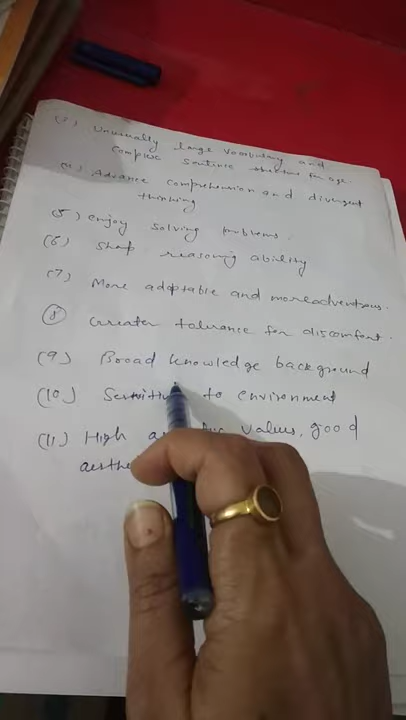 (3) Unusually large vocabulary and
complex sentence structure for age
(4) Advance comprehension and divergent
thinking
(5) enjoy solving problems.
(6) sharp reasoning ability
(7) More adaptable and more adventrous.
(8) Greater tolerance for discomfort.
(9) Broad knowledge background
(10) to environment
(11) High values, good